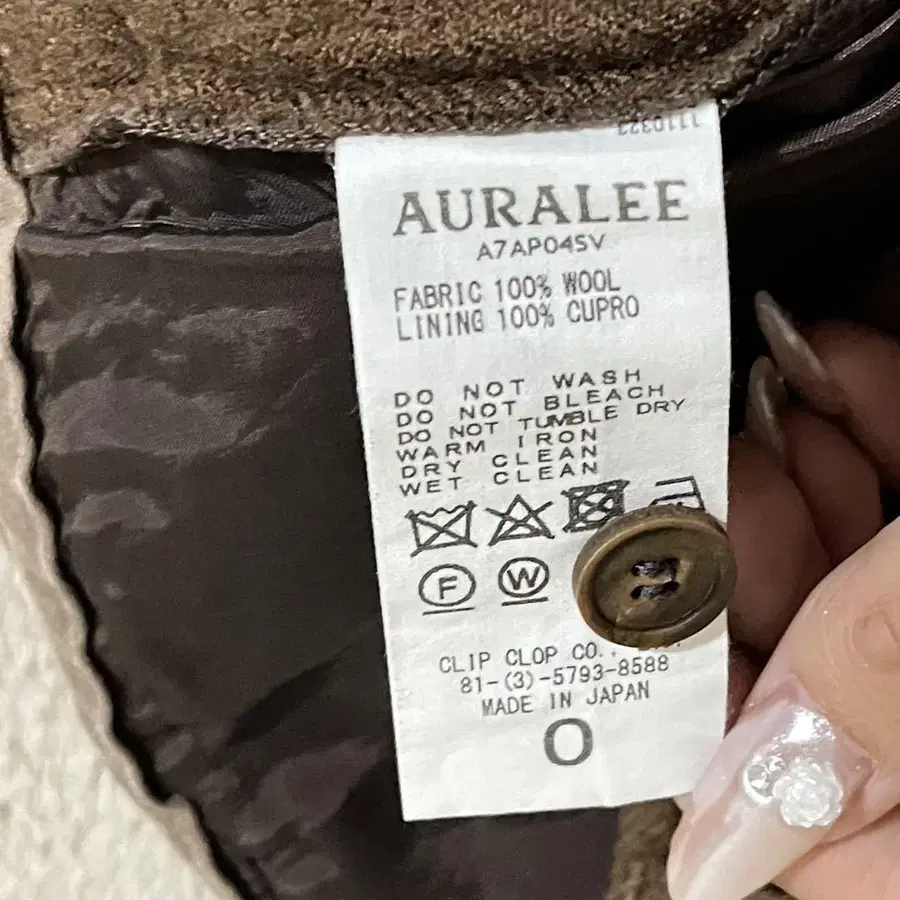 1110323
AURALEE
A7AP04SV
FABRIC 100% WOOL
LINING 100% CUPRO
DO NOT WASH
DO NOT BLEACH
DO NOT TUMBLE DRY
WARM IRON
DRY CLEAN
WET CLEAN
F W
CLIP CLOP CO.,
81-(3)-5793-8588
MADE IN JAPAN
0